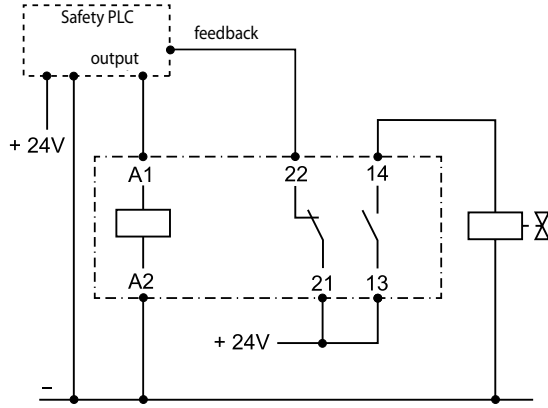 Safety PLC
feedback
output
+ 24V
A1
22
14
A2
21
13
+ 24V
–